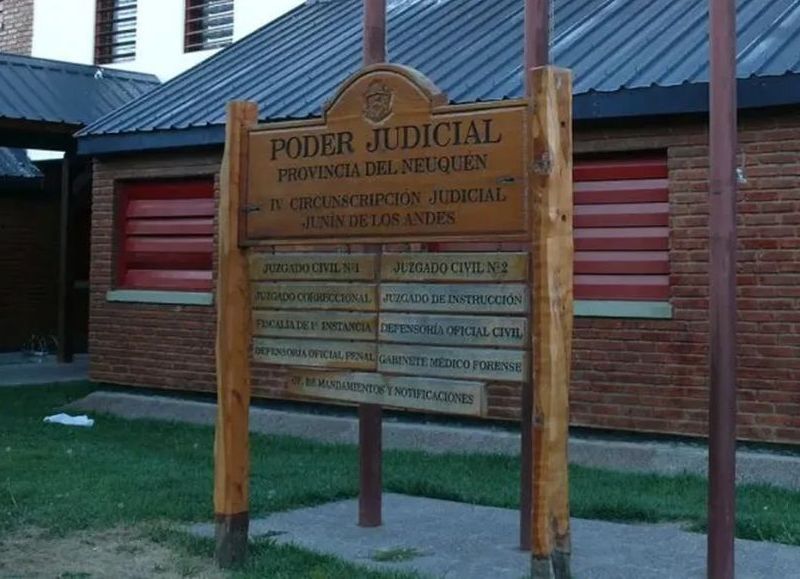 PODER JUDICIAL
PROVINCIA DEL NEUQUEN
IV CIRCUNSCRIPCIÓN JUDICIAL
JUNÍN DE LOS ANDES
JUZGADO CIVIL Nº1
JUZGADO CIVIL Nº2
JUZGADO CORRECCIONAL
JUZGADO DE INSTRUCCIÓN
FISCALÍA DE 1ª INSTANCIA
DEFENSORÍA OFICIAL CIVIL
DEFENSORÍA OFICIAL PENAL
GABINETE MÉDICO FORENSE
OF. DE MANDAMIENTOS Y NOTIFICACIONES